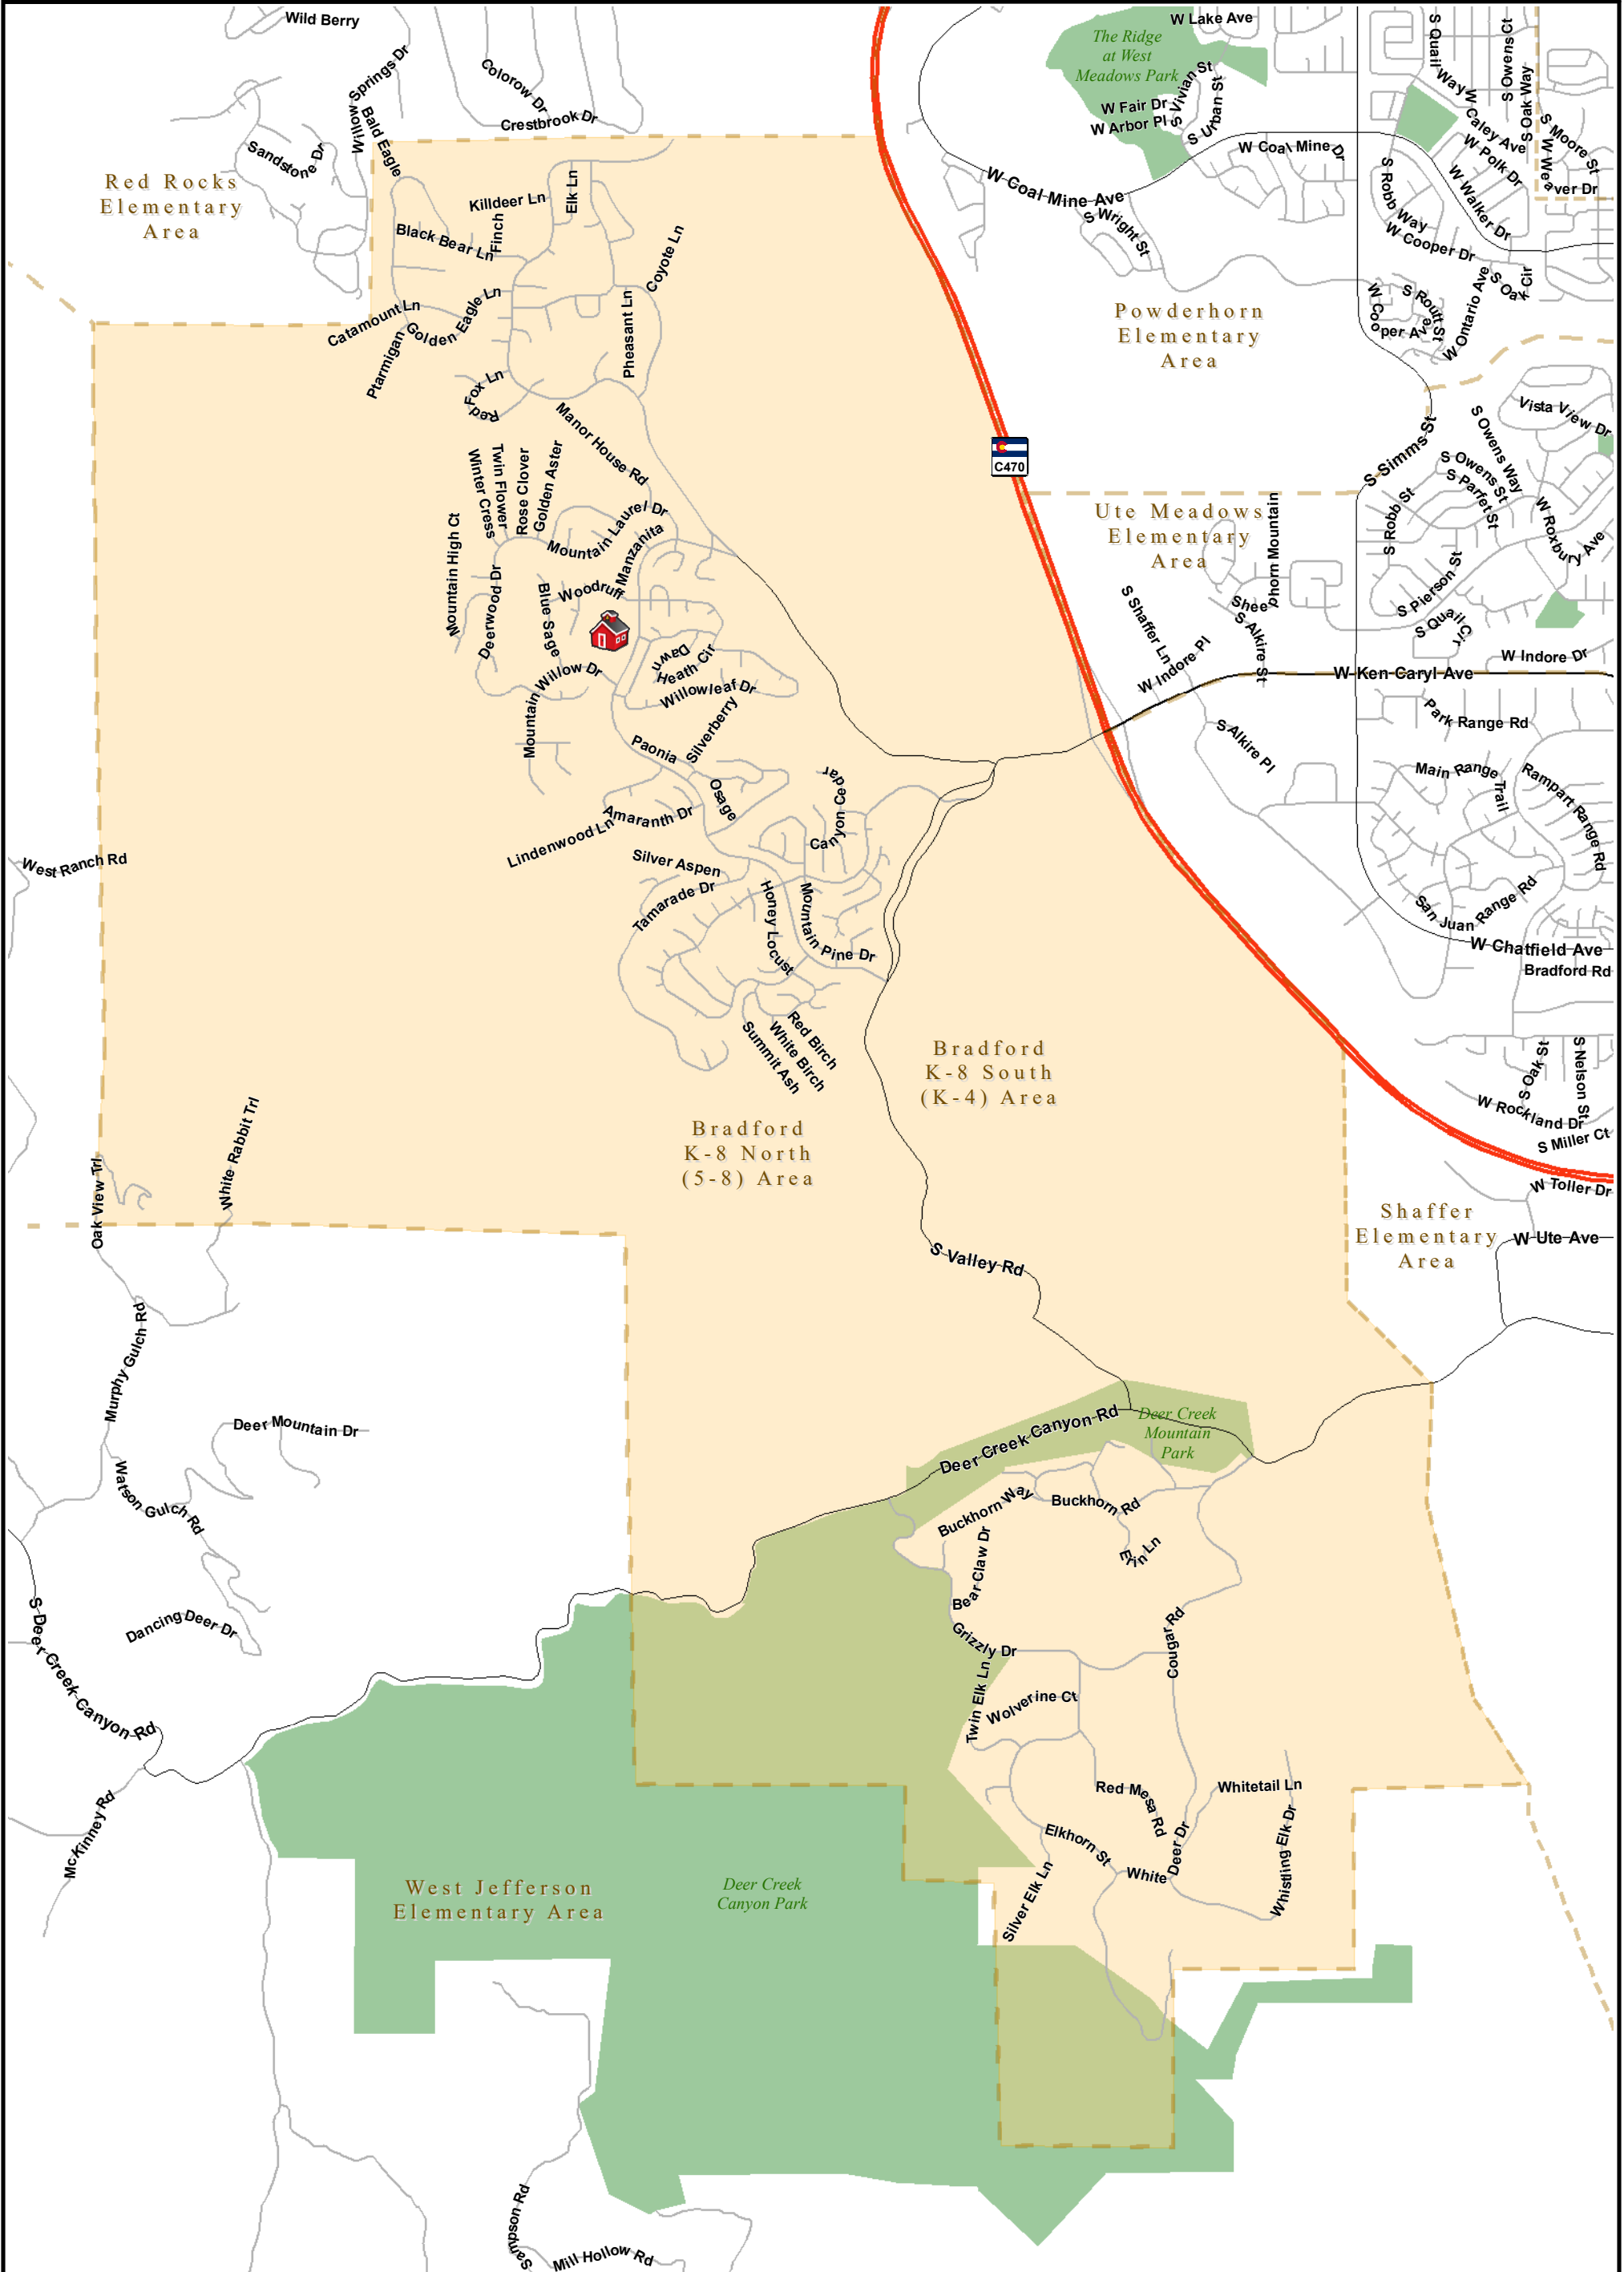 Wild Berry
Springs Dr
Willow
Bald Eagle
Colorow Dr
Crestbrook Dr
Sandstone Dr
Red Rocks
Elementary
Area
Killdeer Ln
Elk Ln
Finch
Black Bear Ln
Coyote Ln
Pheasant Ln
Catamount Ln
Golden Eagle Ln
Ptarmigan
Red Fox Ln
Manor House Rd
W Lake Ave
The Ridge
at West
Meadows Park
S Vivian St
S Urban St
W Fair Dr
W Arbor Pl
W Coal Mine Dr
W Coal Mine Ave
S Wright St
S Quail Way
S Owens Ct
S Oak Way
W Caley Ave
S Moore St
W Weaver Dr
W Polk Dr
W Walker Dr
S Robb Way
W Cooper Dr
S Oak Cir
W Ontario Ave
S Routt St
W Cooper Ave
Powderhorn
Elementary
Area
C470
Vista View Dr
S Owens Way
S Simms St
S Owens St
S Parfet St
S Robb St
W Roxbury Ave
S Pierson St
S Quail Cir
W Indore Dr
Ute Meadows
Elementary
Area
Sheephorn Mountain
S Shaffer Ln
S Alkire St
W Indore Pl
W Ken Caryl Ave
Winter Cress
Twin Flower
Rose Clover
Golden Aster
Mountain High Ct
Mountain Laurel Dr
Manzanita
Woodruff
Deerwood Dr
Blue Sage
Dawn
Heath Cir
Willowleaf Dr
Mountain Willow Dr
Silverberry
Paonia
Osage
Canyon Cedar
Amaranth Dr
Lindenwood Ln
Silver Aspen
Tamarade Dr
Honey Locust
Mountain Pine Dr
Red Birch
White Birch
Summit Ash
S Alkire Pl
Park Range Rd
Main Range Trail
Rampart Range Rd
San Juan Range Rd
W Chatfield Ave
Bradford Rd
S Oak St
S Nelson St
W Rockland Dr
S Miller Ct
W Toller Dr
W Ute Ave
West Ranch Rd
Bradford
K-8 South
(K-4) Area
Bradford
K-8 North
(5-8) Area
Shaffer
Elementary
Area
White Rabbit Trl
Oak View Trl
S Valley Rd
Murphy Gulch Rd
Deer Mountain Dr
Watson Gulch Rd
Dancing Deer Dr
S Deer Creek Canyon Rd
McKinney Rd
Deer Creek Canyon Rd
Deer Creek
Mountain
Park
Buckhorn Way
Buckhorn Rd
Erin Ln
Bear Claw Dr
Grizzly Dr
Cougar Rd
Twin Elk Ln
Wolverine Ct
Red Mesa Rd
Whitetail Ln
Elkhorn St
White Deer Dr
Whistling Elk Dr
Silver Elk Ln
West Jefferson
Elementary Area
Deer Creek
Canyon Park
Sampson Rd
Mill Hollow Rd